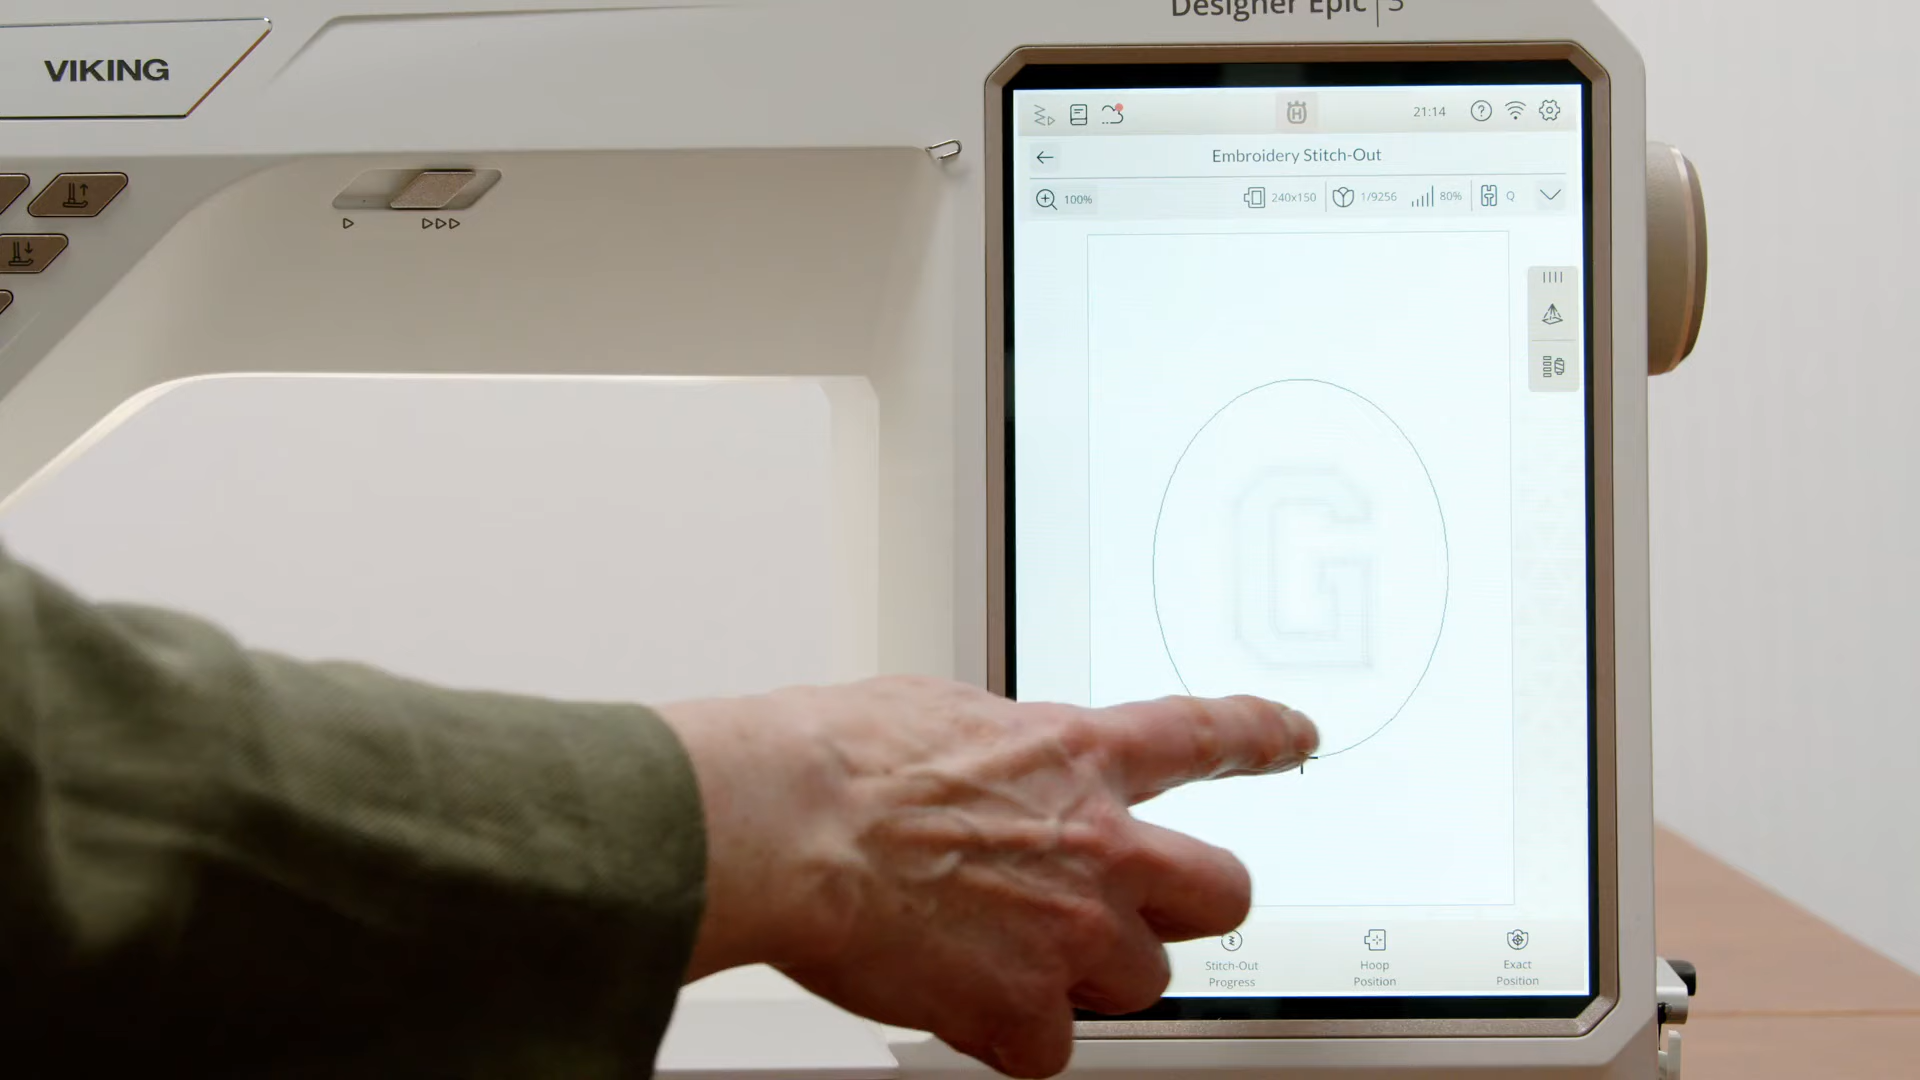 Designer Epic | 3
VIKING
21:14
Embroidery Stitch-Out
100%
240x150
1/9256
80%
Q
G
Stitch-Out
Progress
Hoop
Position
Exact
Position